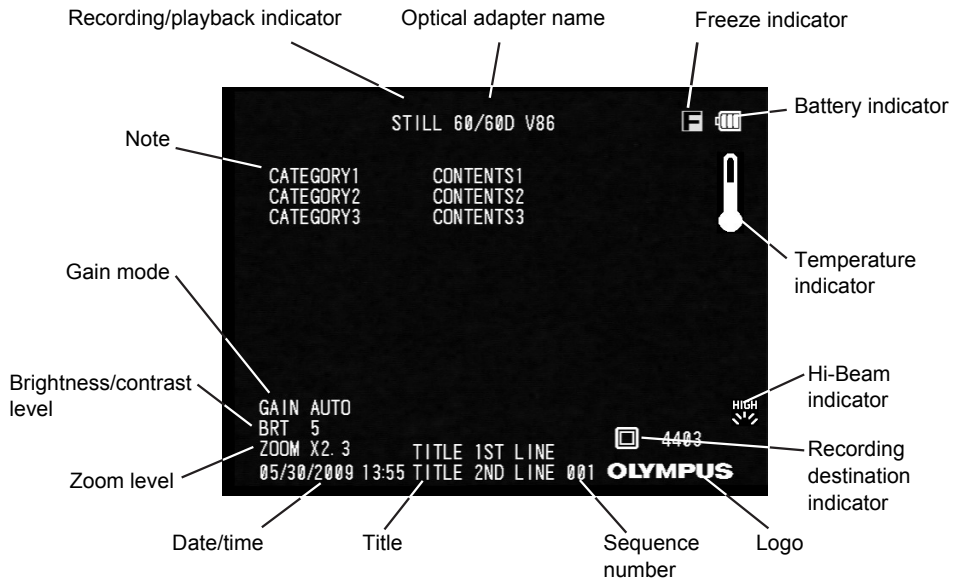 Recording/playback indicator
Optical adapter name
Freeze indicator
Battery indicator
STILL 60/60D V86
F
Note
CATEGORY1 CONTENTS1
CATEGORY2 CONTENTS2
CATEGORY3 CONTENTS3
Temperature
indicator
Gain mode
Brightness/contrast
level
Hi-Beam
indicator
GAIN AUTO
HIGH
BRT 5
4403
ZOOM X2.3
TITLE 1ST LINE
05/30/2009 13:55 TITLE 2ND LINE 001
OLYMPUS
Recording
destination
indicator
Zoom level
Date/time
Title
Sequence
number
Logo